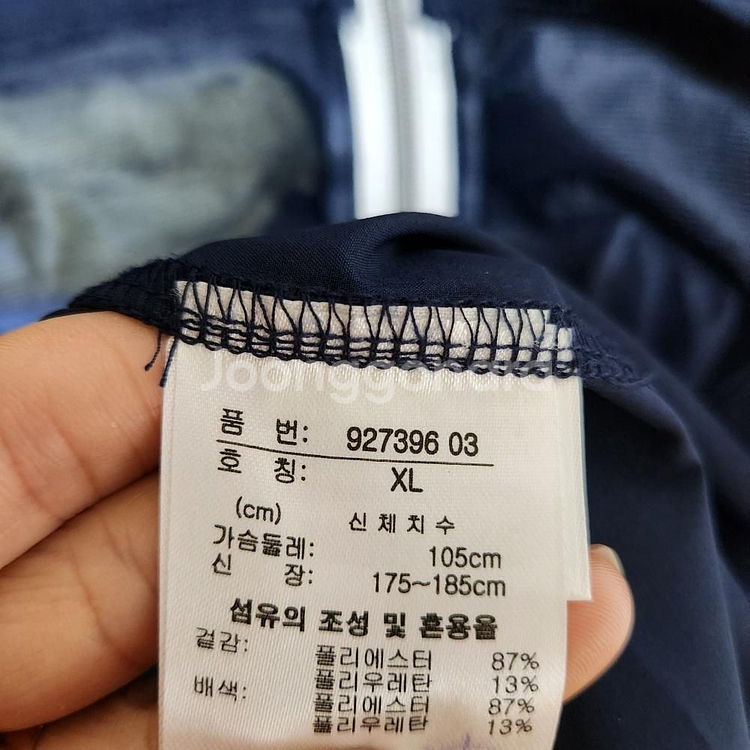 Joonggonara
품 번: 927396 03
호 칭: XL
(cm) 신 체 치 수
가슴둘레: 105cm
신 장: 175~185cm
섬유의 조성 및 혼용율
겉감: 폴리에스터 87%
폴리우레탄 13%
배색: 폴리에스터 87%
폴리우레탄 13%